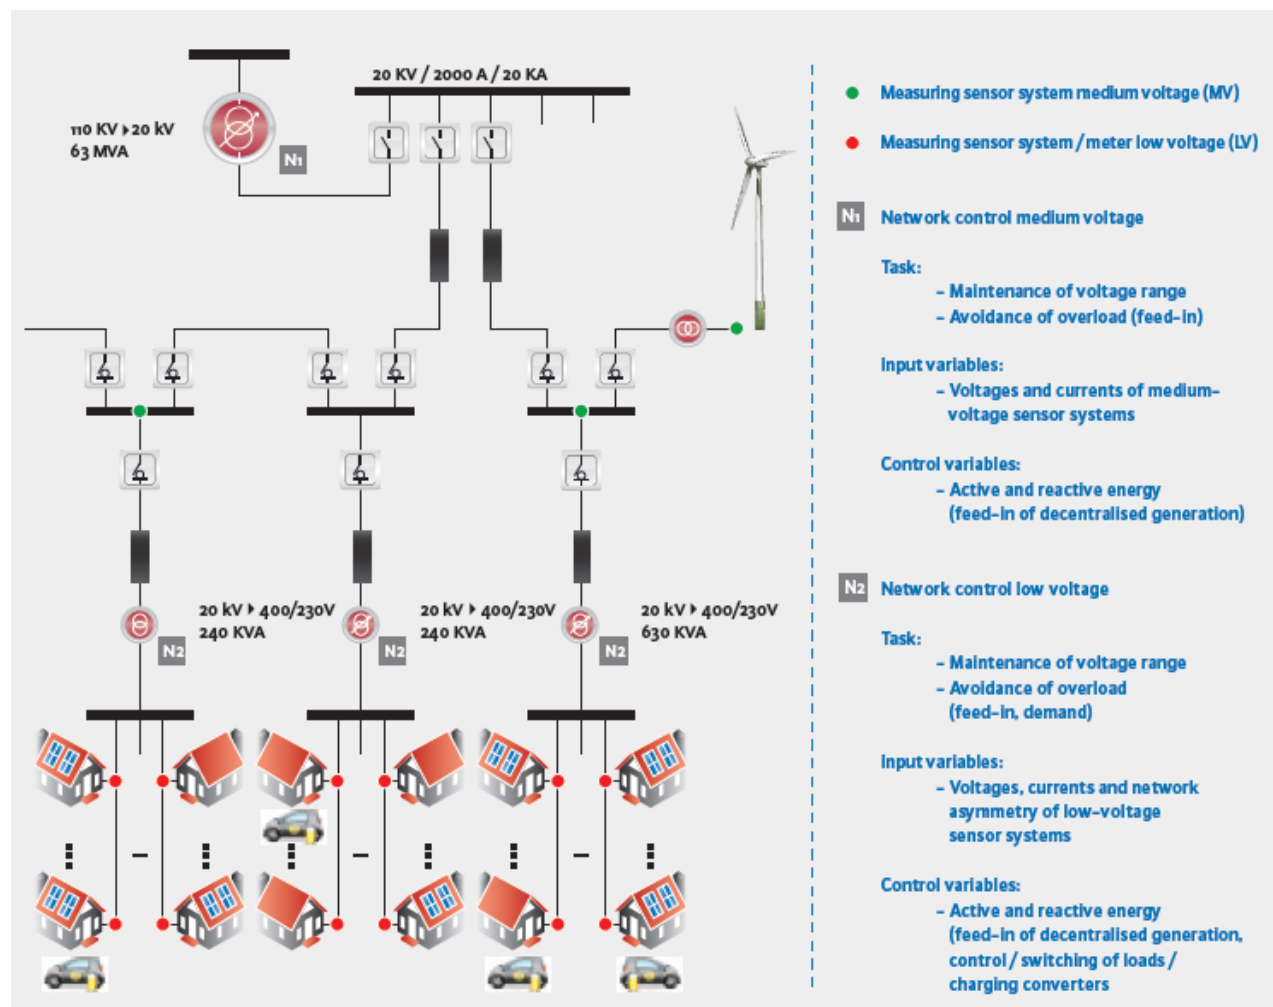 20 KV / 2000 A / 20 KA
110 KV ▸ 20 kV
63 MVA
N1
20 kV ▸ 400/230V
240 KVA
N2
20 kV ▸ 400/230V
240 KVA
N2
20 kV ▸ 400/230V
630 KVA
N2
Measuring sensor system medium voltage (MV)
Measuring sensor system / meter low voltage (LV)
N1 Network control medium voltage
Task:
– Maintenance of voltage range
– Avoidance of overload (feed-in)
Input variables:
– Voltages and currents of medium-
voltage sensor systems
Control variables:
– Active and reactive energy
(feed-in of decentralised generation)
N2 Network control low voltage
Task:
– Maintenance of voltage range
– Avoidance of overload
(feed-in, demand)
Input variables:
– Voltages, currents and network
asymmetry of low-voltage
sensor systems
Control variables:
– Active and reactive energy
(feed-in of decentralised generation,
control / switching of loads /
charging converters